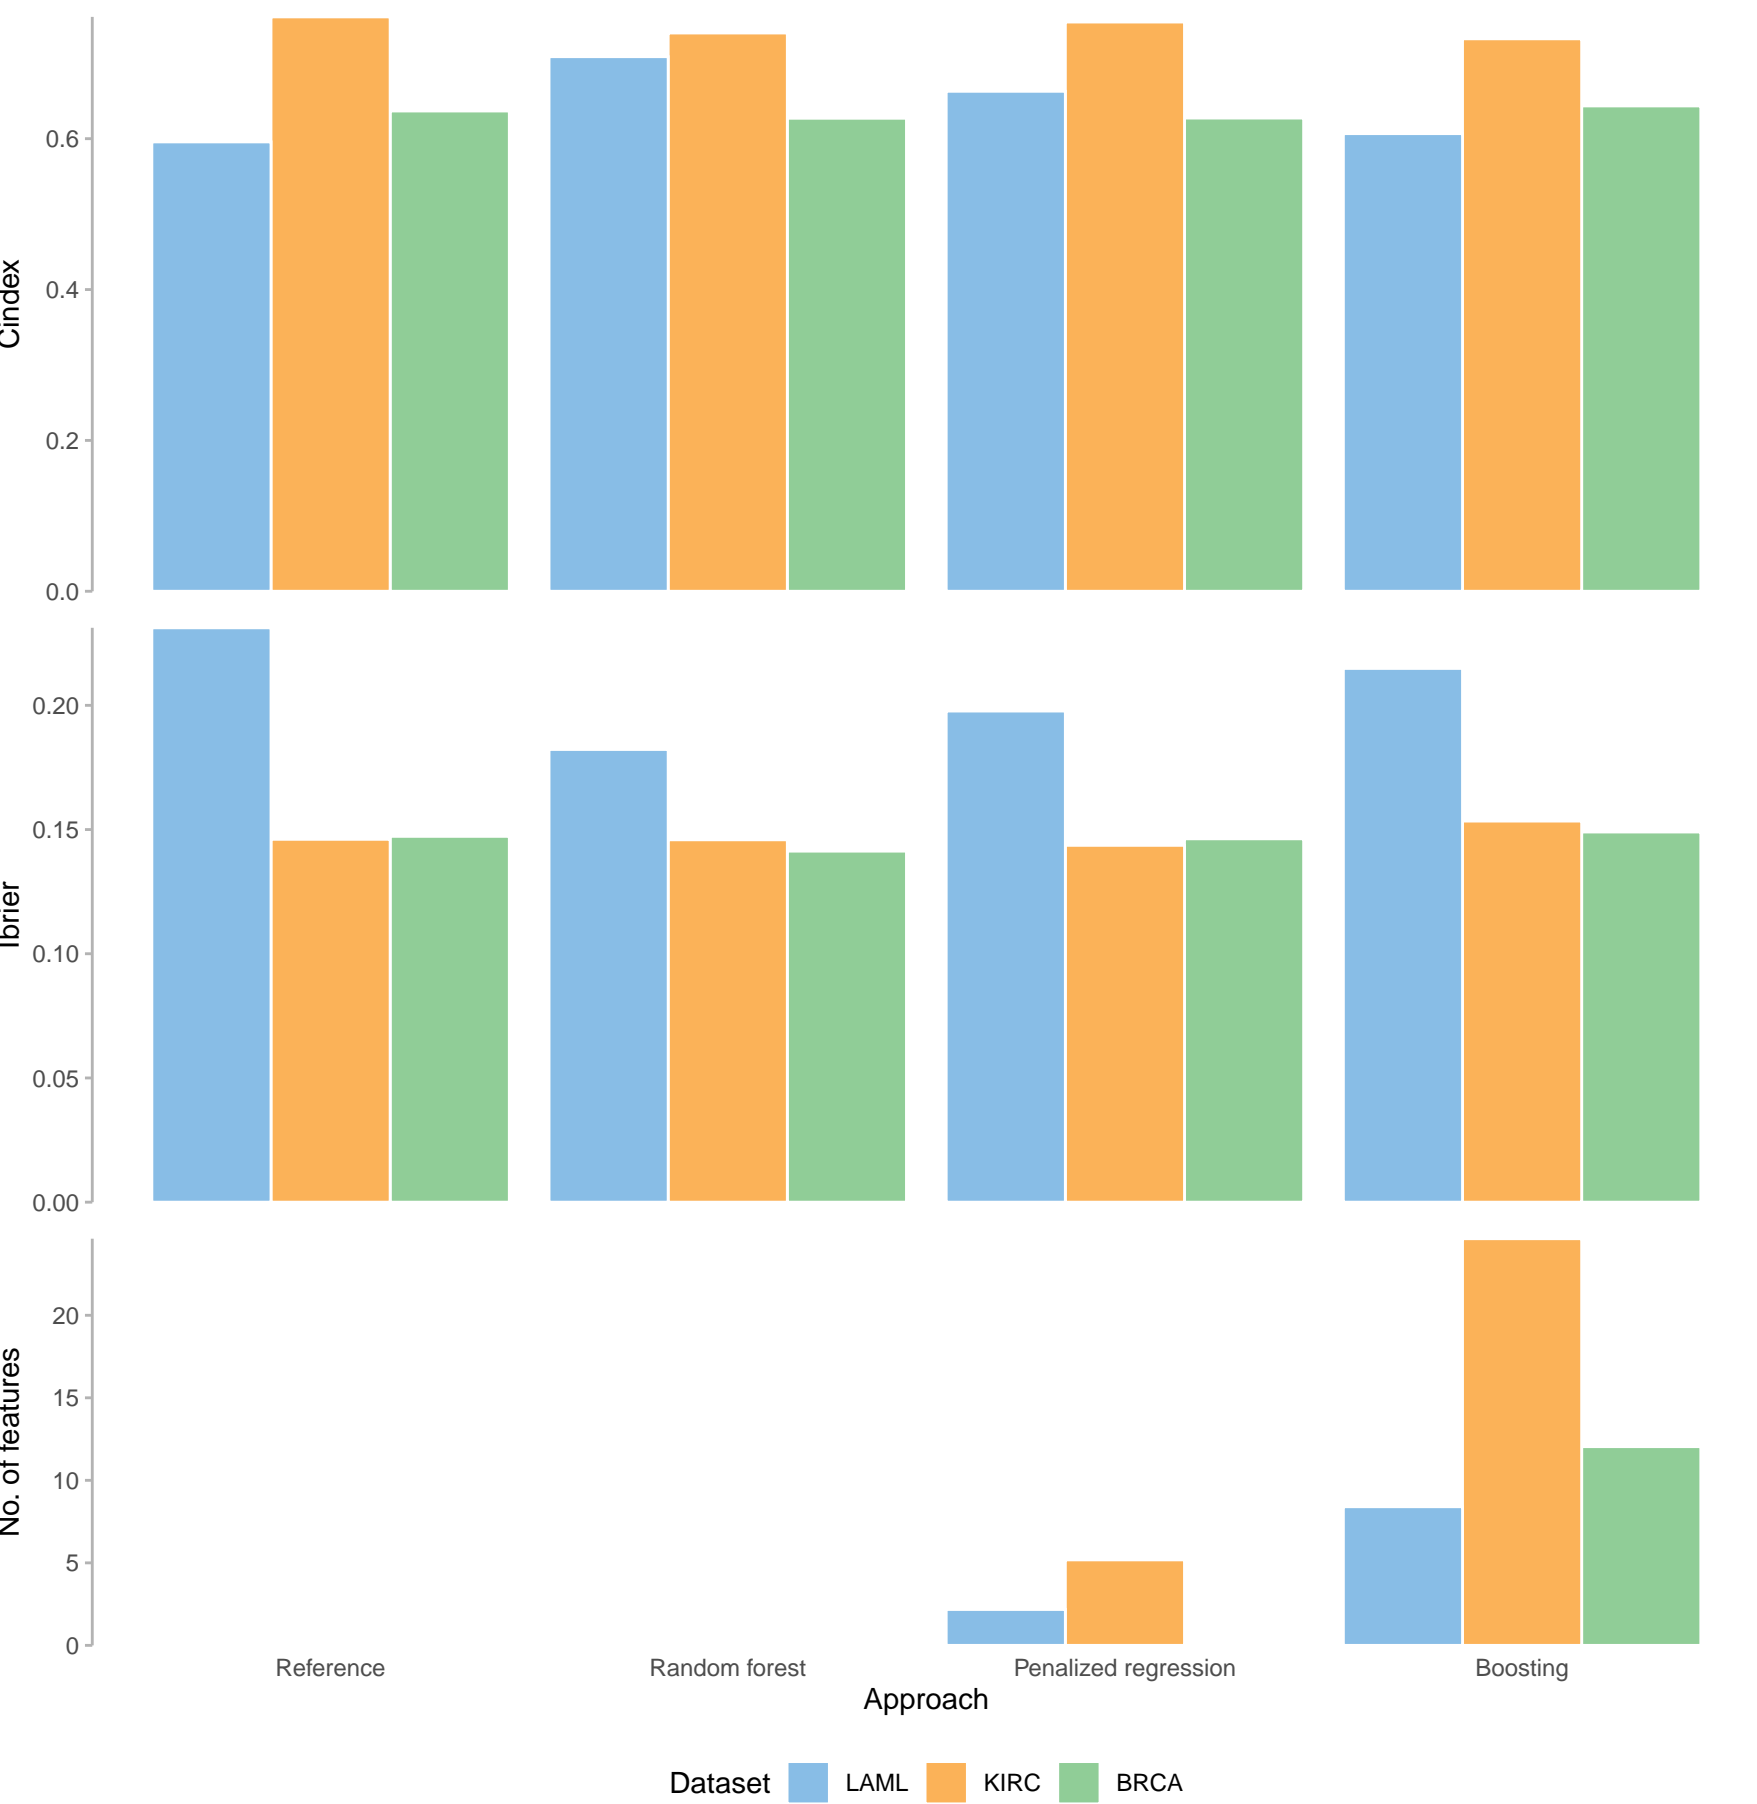 Cindex
0.6
0.4
0.2
0.0
Ibrier
0.20
0.15
0.10
0.05
0.00
No. of features
20
15
10
5
0
Reference Random forest Penalized regression Boosting
Approach
Dataset LAML KIRC BRCA